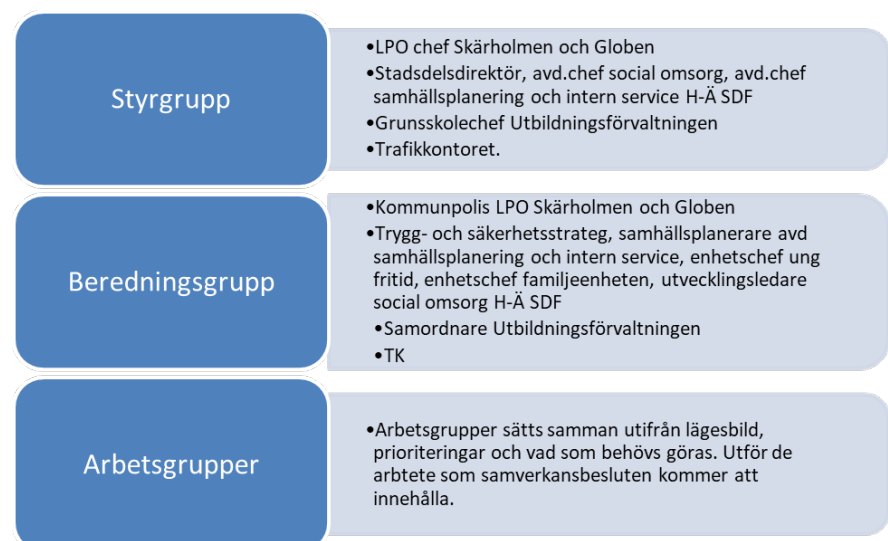 Styrgrupp
•LPO chef Skärholmen och Globen
•Stadsdelsdirektör, avd.chef social omsorg, avd.chef
samhällsplanering och intern service H-Ä SDF
•Grunsskolechef Utbildningsförvaltningen
•Trafikkontoret.
Beredningsgrupp
•Kommunpolis LPO Skärholmen och Globen
•Trygg- och säkerhetsstrateg, samhällsplanerare avd
samhällsplanering och intern service, enhetschef ung
fritid, enhetschef familjeenheten, utvecklingsledare
social omsorg H-Ä SDF
•Samordnare Utbildningsförvaltningen
•TK
Arbetsgrupper
•Arbetsgrupper sätts samman utifrån lägesbild,
prioriteringar och vad som behövs göras. Utför de
arbtete som samverkansbesluten kommer att
innehålla.